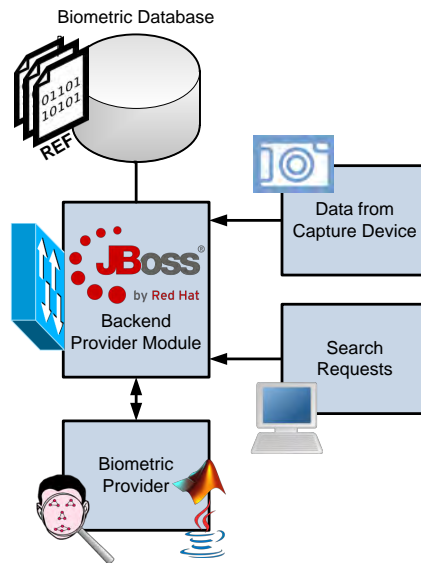 Biometric Database
01101
10101
REF
JBoss®
by Red Hat
Backend
Provider Module
Data from
Capture Device
Search
Requests
Biometric
Provider